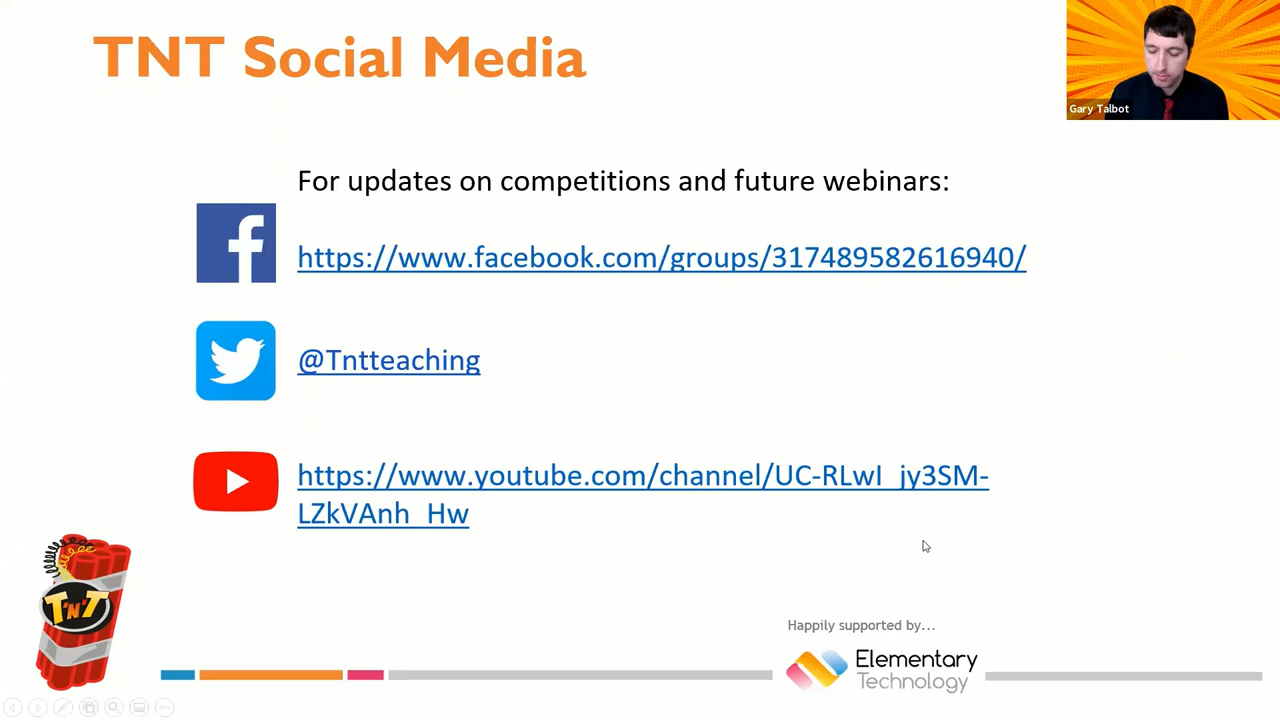 TNT Social Media
Gary Talbot
For updates on competitions and future webinars:
https://www.facebook.com/groups/317489582616940/
@Tntteaching
https://www.youtube.com/channel/UC-RLwI_jy3SM-
LZkVAnh_Hw
T'N'T
Happily supported by...
Elementary
Technology